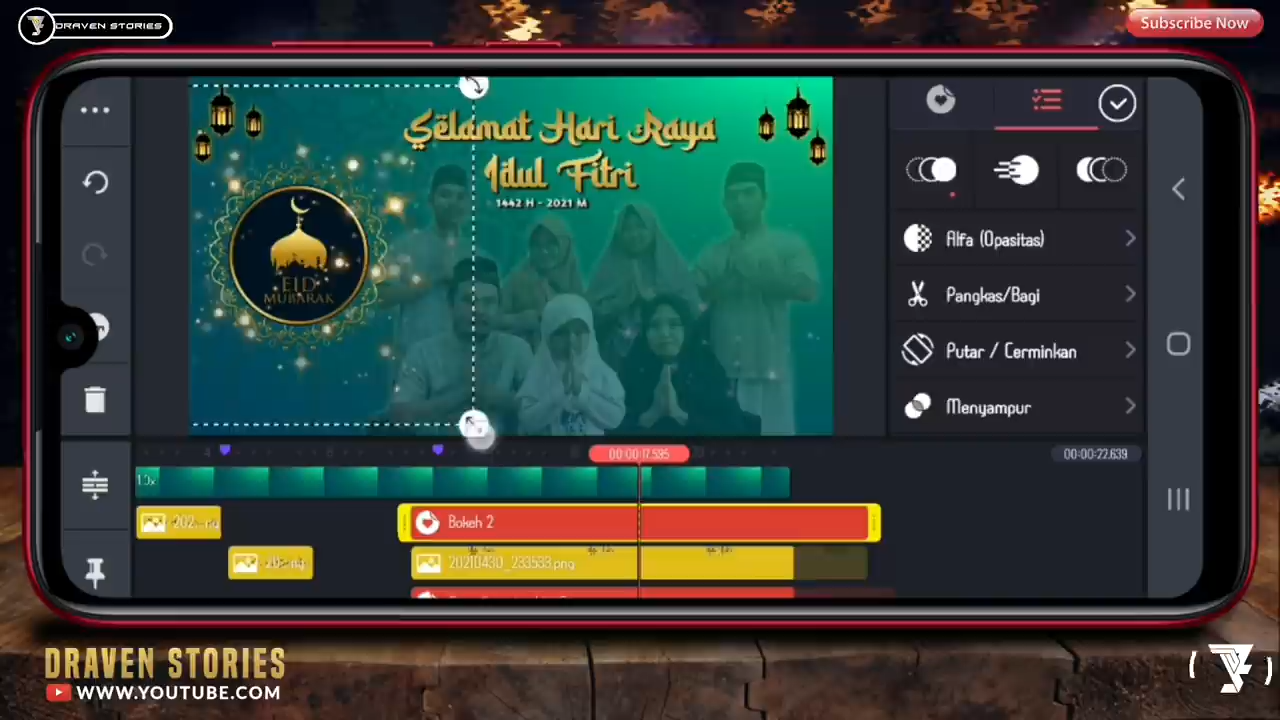 DRAVEN STORIES
Subscribe Now
Selamat Hari Raya
Idul Fitri
1442 H - 2021 M
EID
MUBARAK
Alfa (Opasitas)
Pangkas/Bagi
Putar / Cerminkan
Menyampur
00:00:17.535
00:00:22.639
1.0x
Bokeh 2
20210430_233533.png
DRAVEN STORIES
WWW.YOUTUBE.COM